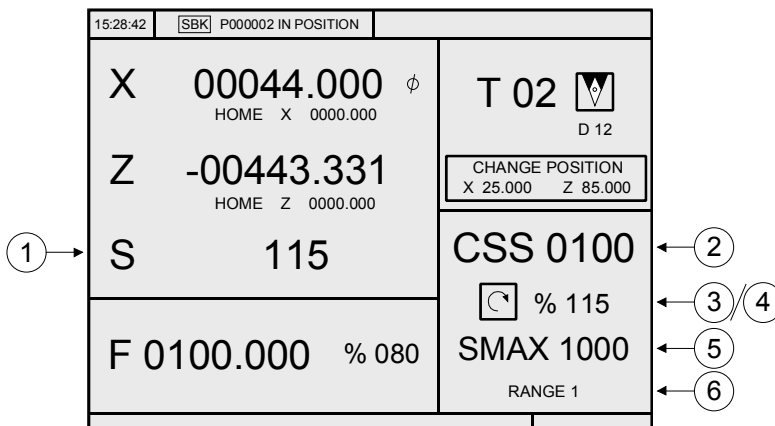 15:28:42 SBK P000002 IN POSITION
X 00044.000 ϕ
HOME X 0000.000
Z -00443.331
HOME Z 0000.000
S 115
F 0100.000 % 080
T 02
D 12
CHANGE POSITION
X 25.000 Z 85.000
CSS 0100
% 115
SMAX 1000
RANGE 1
1
2
3/4
5
6